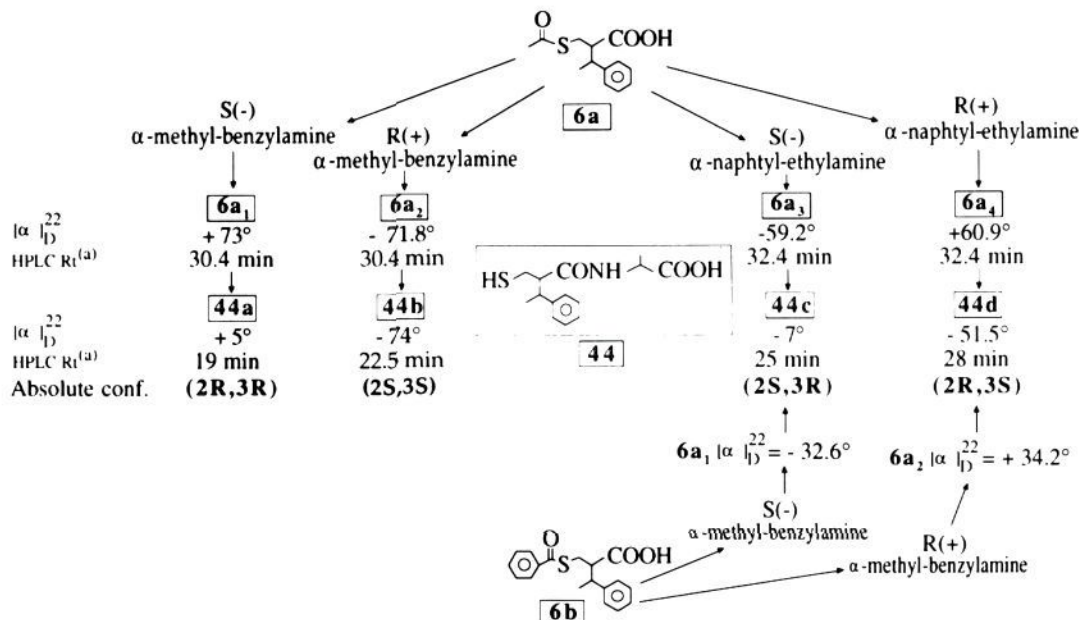 O
S
COOH
6a
S(-)
α-methyl-benzylamine
R(+)
α-methyl-benzylamine
S(-)
α-naphtyl-ethylamine
R(+)
α-naphtyl-ethylamine
6a₁ 6a₂ 6a₃ 6a₄
|α|D²² +73° -71.8° -59.2° +60.9°
HPLC Rt(a) 30.4 min 30.4 min 32.4 min 32.4 min
HS CONH COOH
44
44a 44b 44c 44d
|α|D²² +5° -74° -7° -51.5°
HPLC Rt(a) 19 min 22.5 min 25 min 28 min
Absolute conf. (2R,3R) (2S,3S) (2S,3R) (2R,3S)
6a₁ |α|D²² = - 32.6° 6a₂ |α|D²² = + 34.2°
S(-)
α-methyl-benzylamine
R(+)
α-methyl-benzylamine
O
S
COOH
6b